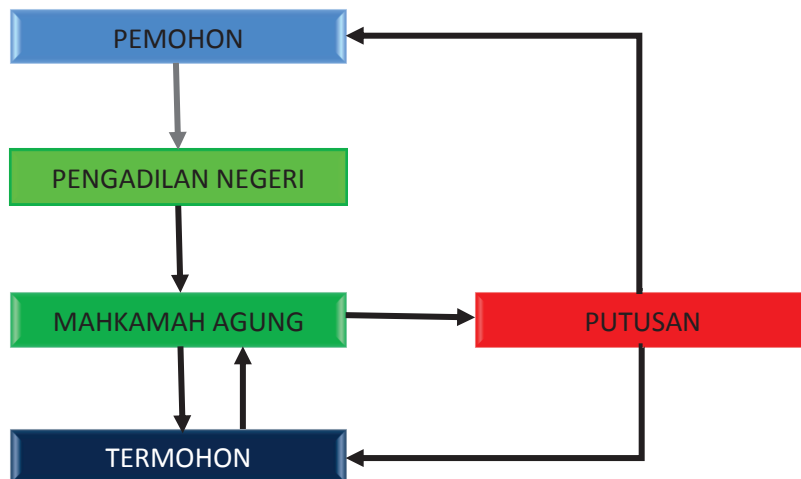 PEMOHON
PENGADILAN NEGERI
MAHKAMAH AGUNG
PUTUSAN
TERMOHON